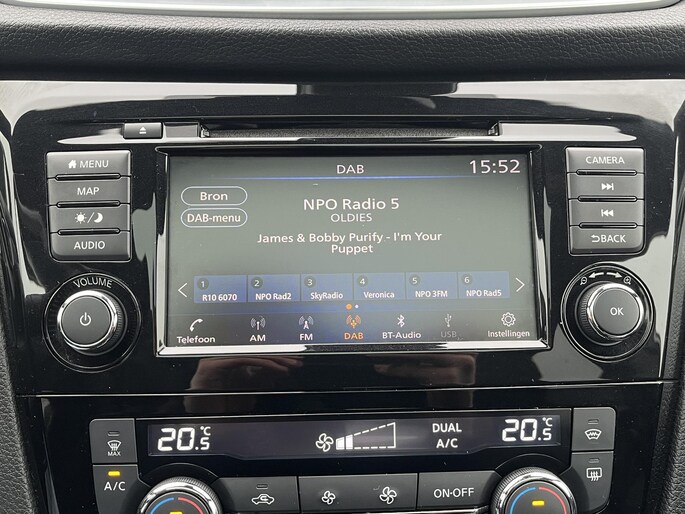 DAB
15:52
MENU
MAP
AUDIO
VOLUME
CAMERA
BACK
OK
Bron
DAB-menu
NPO Radio 5
OLDIES
James & Bobby Purify - I'm Your
Puppet
1 2 3 4 5 6
R10 6070 NPO Rad2 SkyRadio Veronica NPO 3FM NPO Rad5
Telefoon AM FM DAB BT-Audio USB Instellingen
MAX
A/C
20.5 °C
DUAL
A/C
20.5 °C
ON-OFF